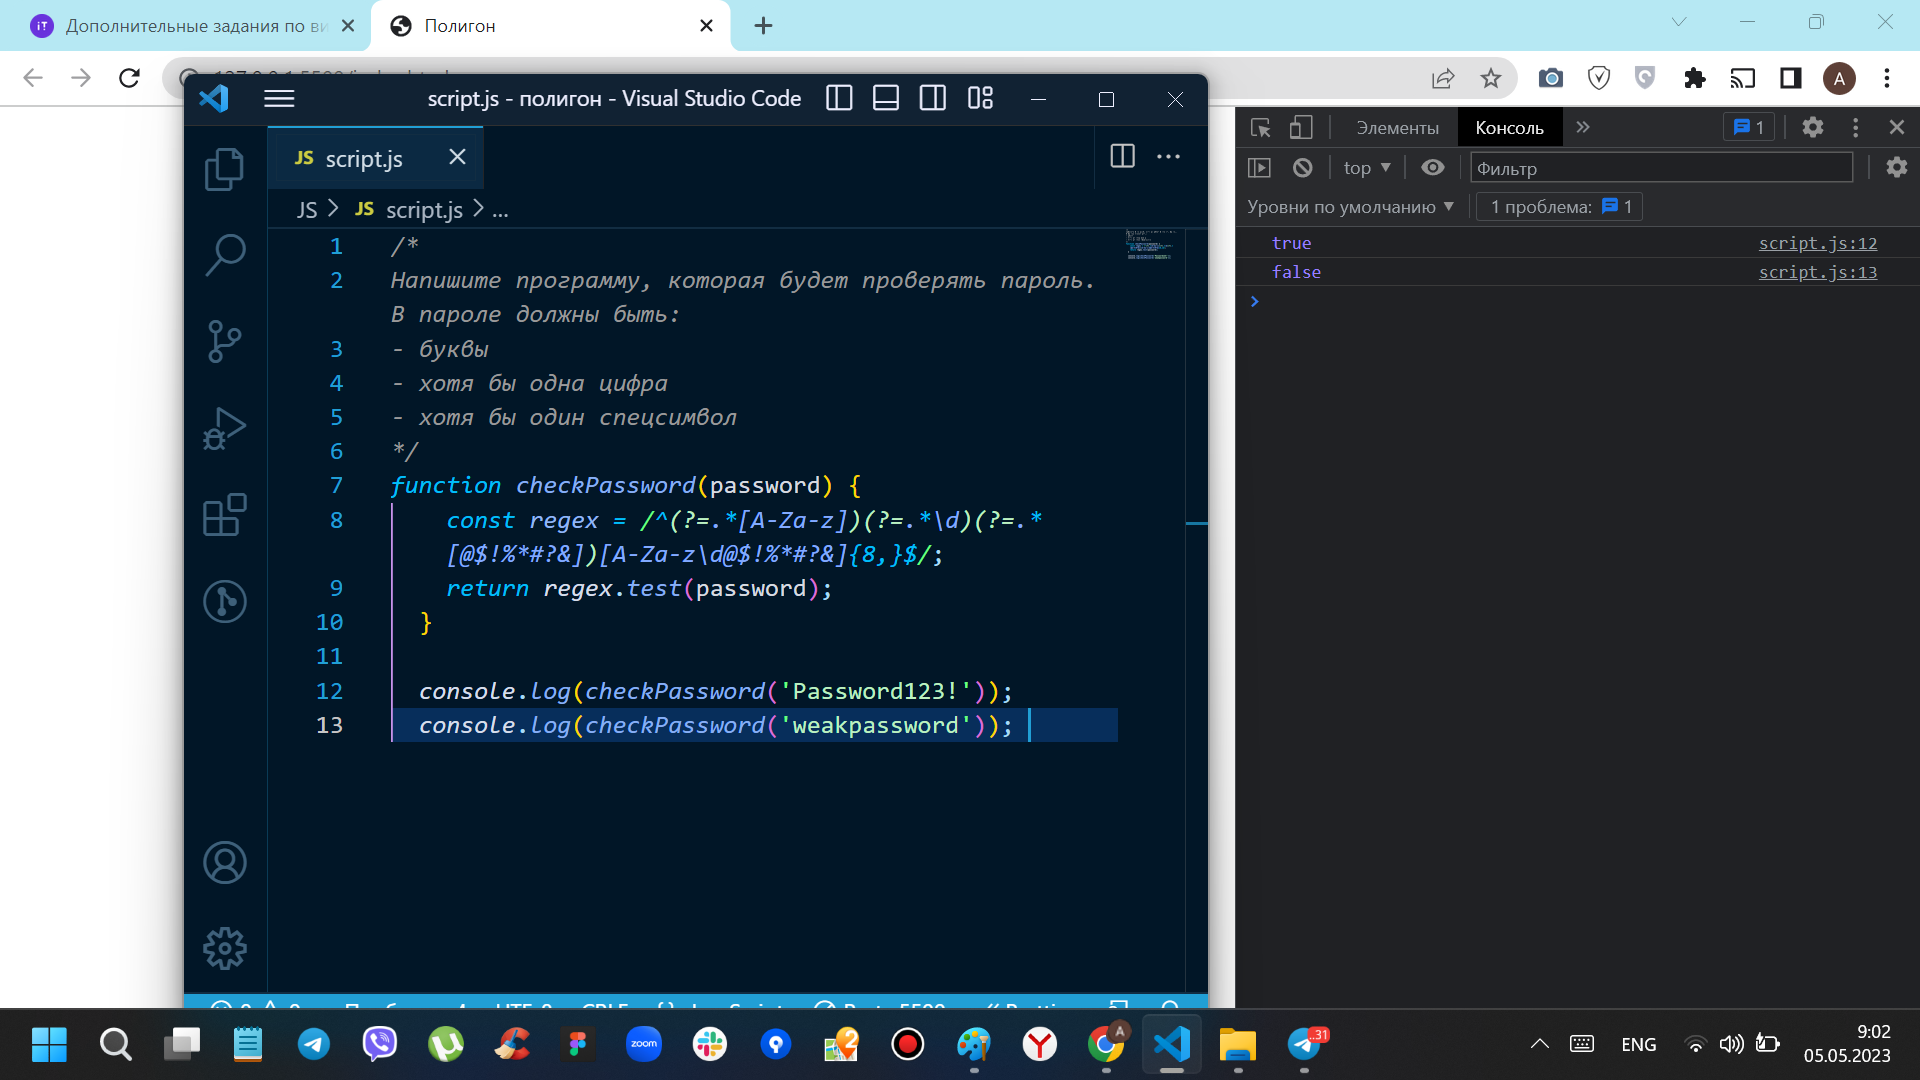 Дополнительные задания по ви
Полигон
script.js - полигон - Visual Studio Code
A
JS script.js
JS > JS script.js > ...
1 /*
2 Напишите программу, которая будет проверять пароль.
В пароле должны быть:
3 - буквы
4 - хотя бы одна цифра
5 - хотя бы один спецсимвол
6 */
7 function checkPassword(password) {
8 const regex = /^(?=.*[A-Za-z])(?=.*\d)(?=.*
[@$!%*#?&])[A-Za-z\d@$!%*#?&]{8,}$/;
9 return regex.test(password);
10 }
11
12 console.log(checkPassword('Password123!'));
13 console.log(checkPassword('weakpassword'));
Элементы Консоль 1
top Фильтр
Уровни по умолчанию 1 проблема: 1
true script.js:12
false script.js:13
zoom
2
A
31
ENG
9:02
05.05.2023